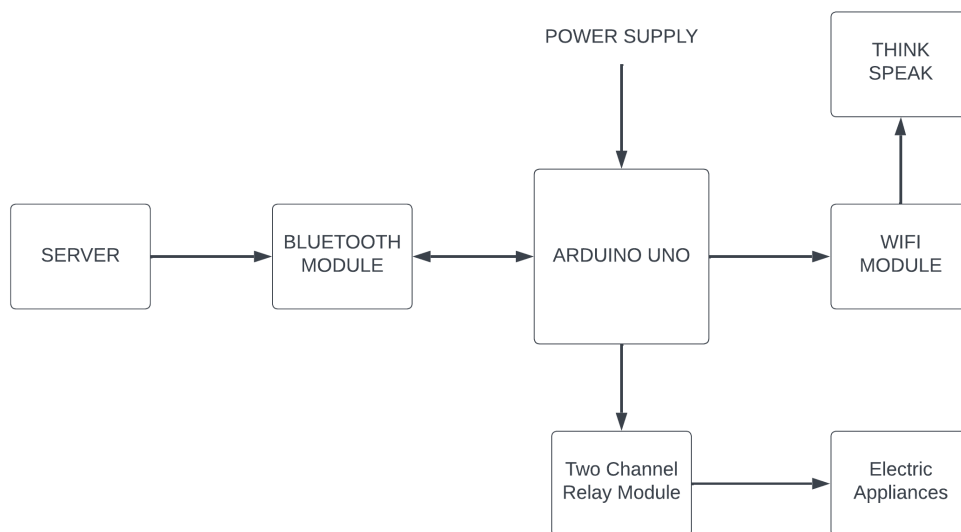 POWER SUPPLY
THINK
SPEAK
SERVER
BLUETOOTH
MODULE
ARDUINO UNO
WIFI
MODULE
Two Channel
Relay Module
Electric
Appliances